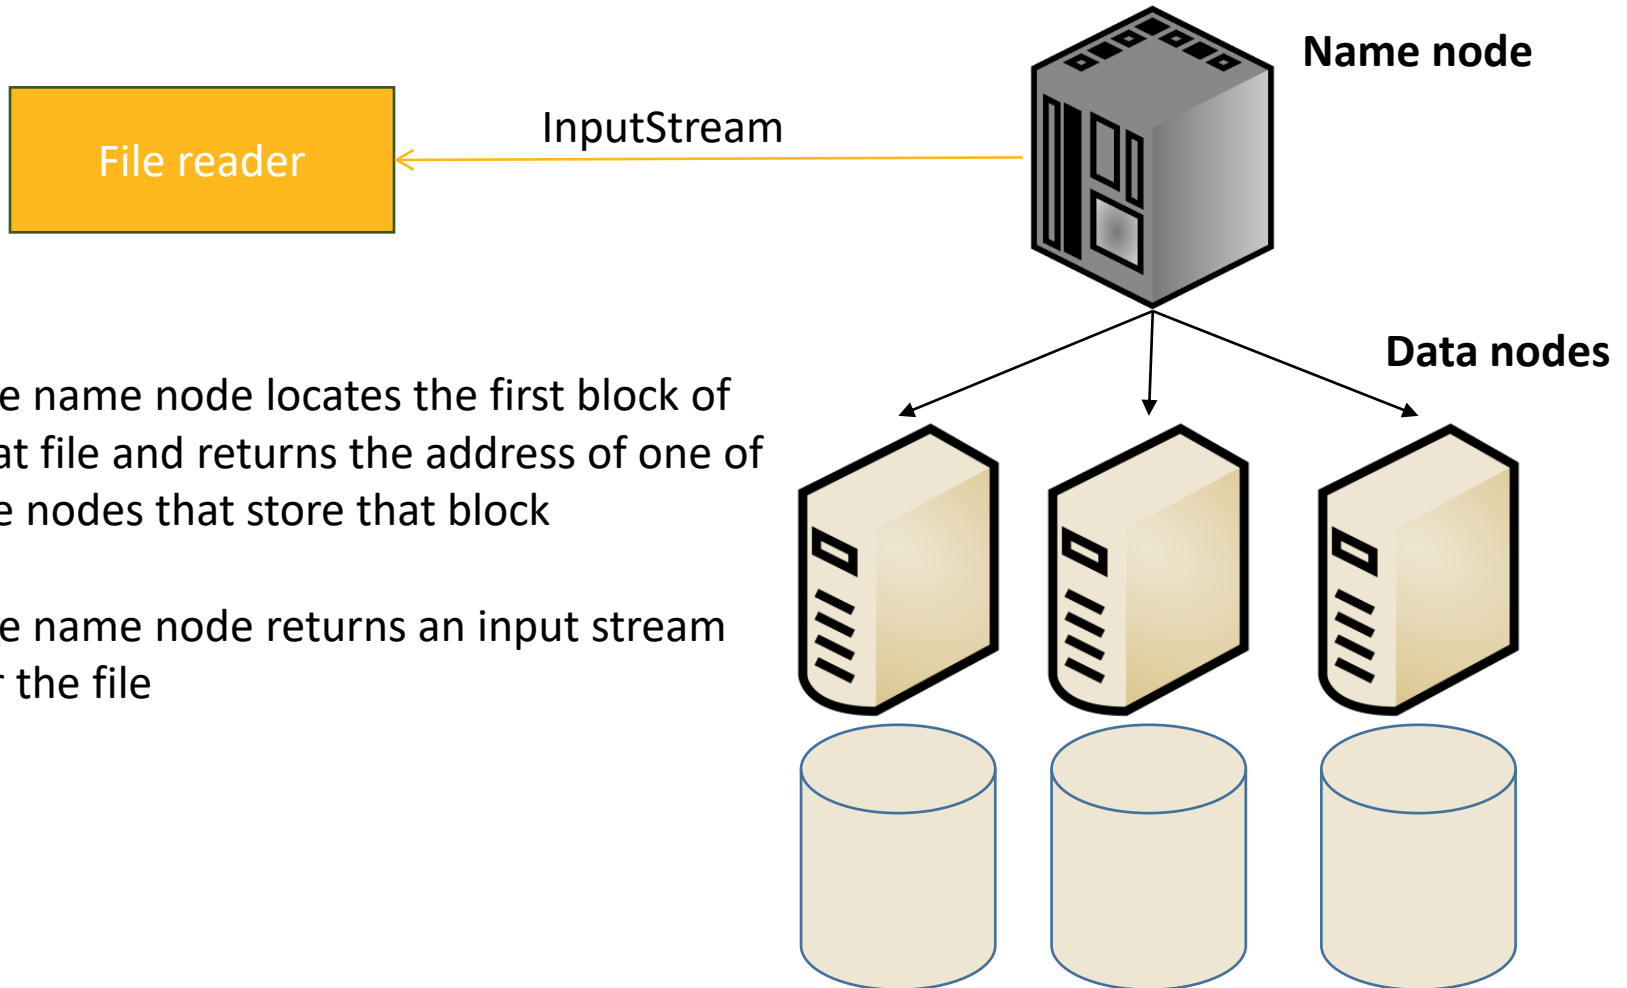 Name node
InputStream
File reader
Data nodes
e name node locates the first block of
at file and returns the address of one of
e nodes that store that block
e name node returns an input stream
r the file